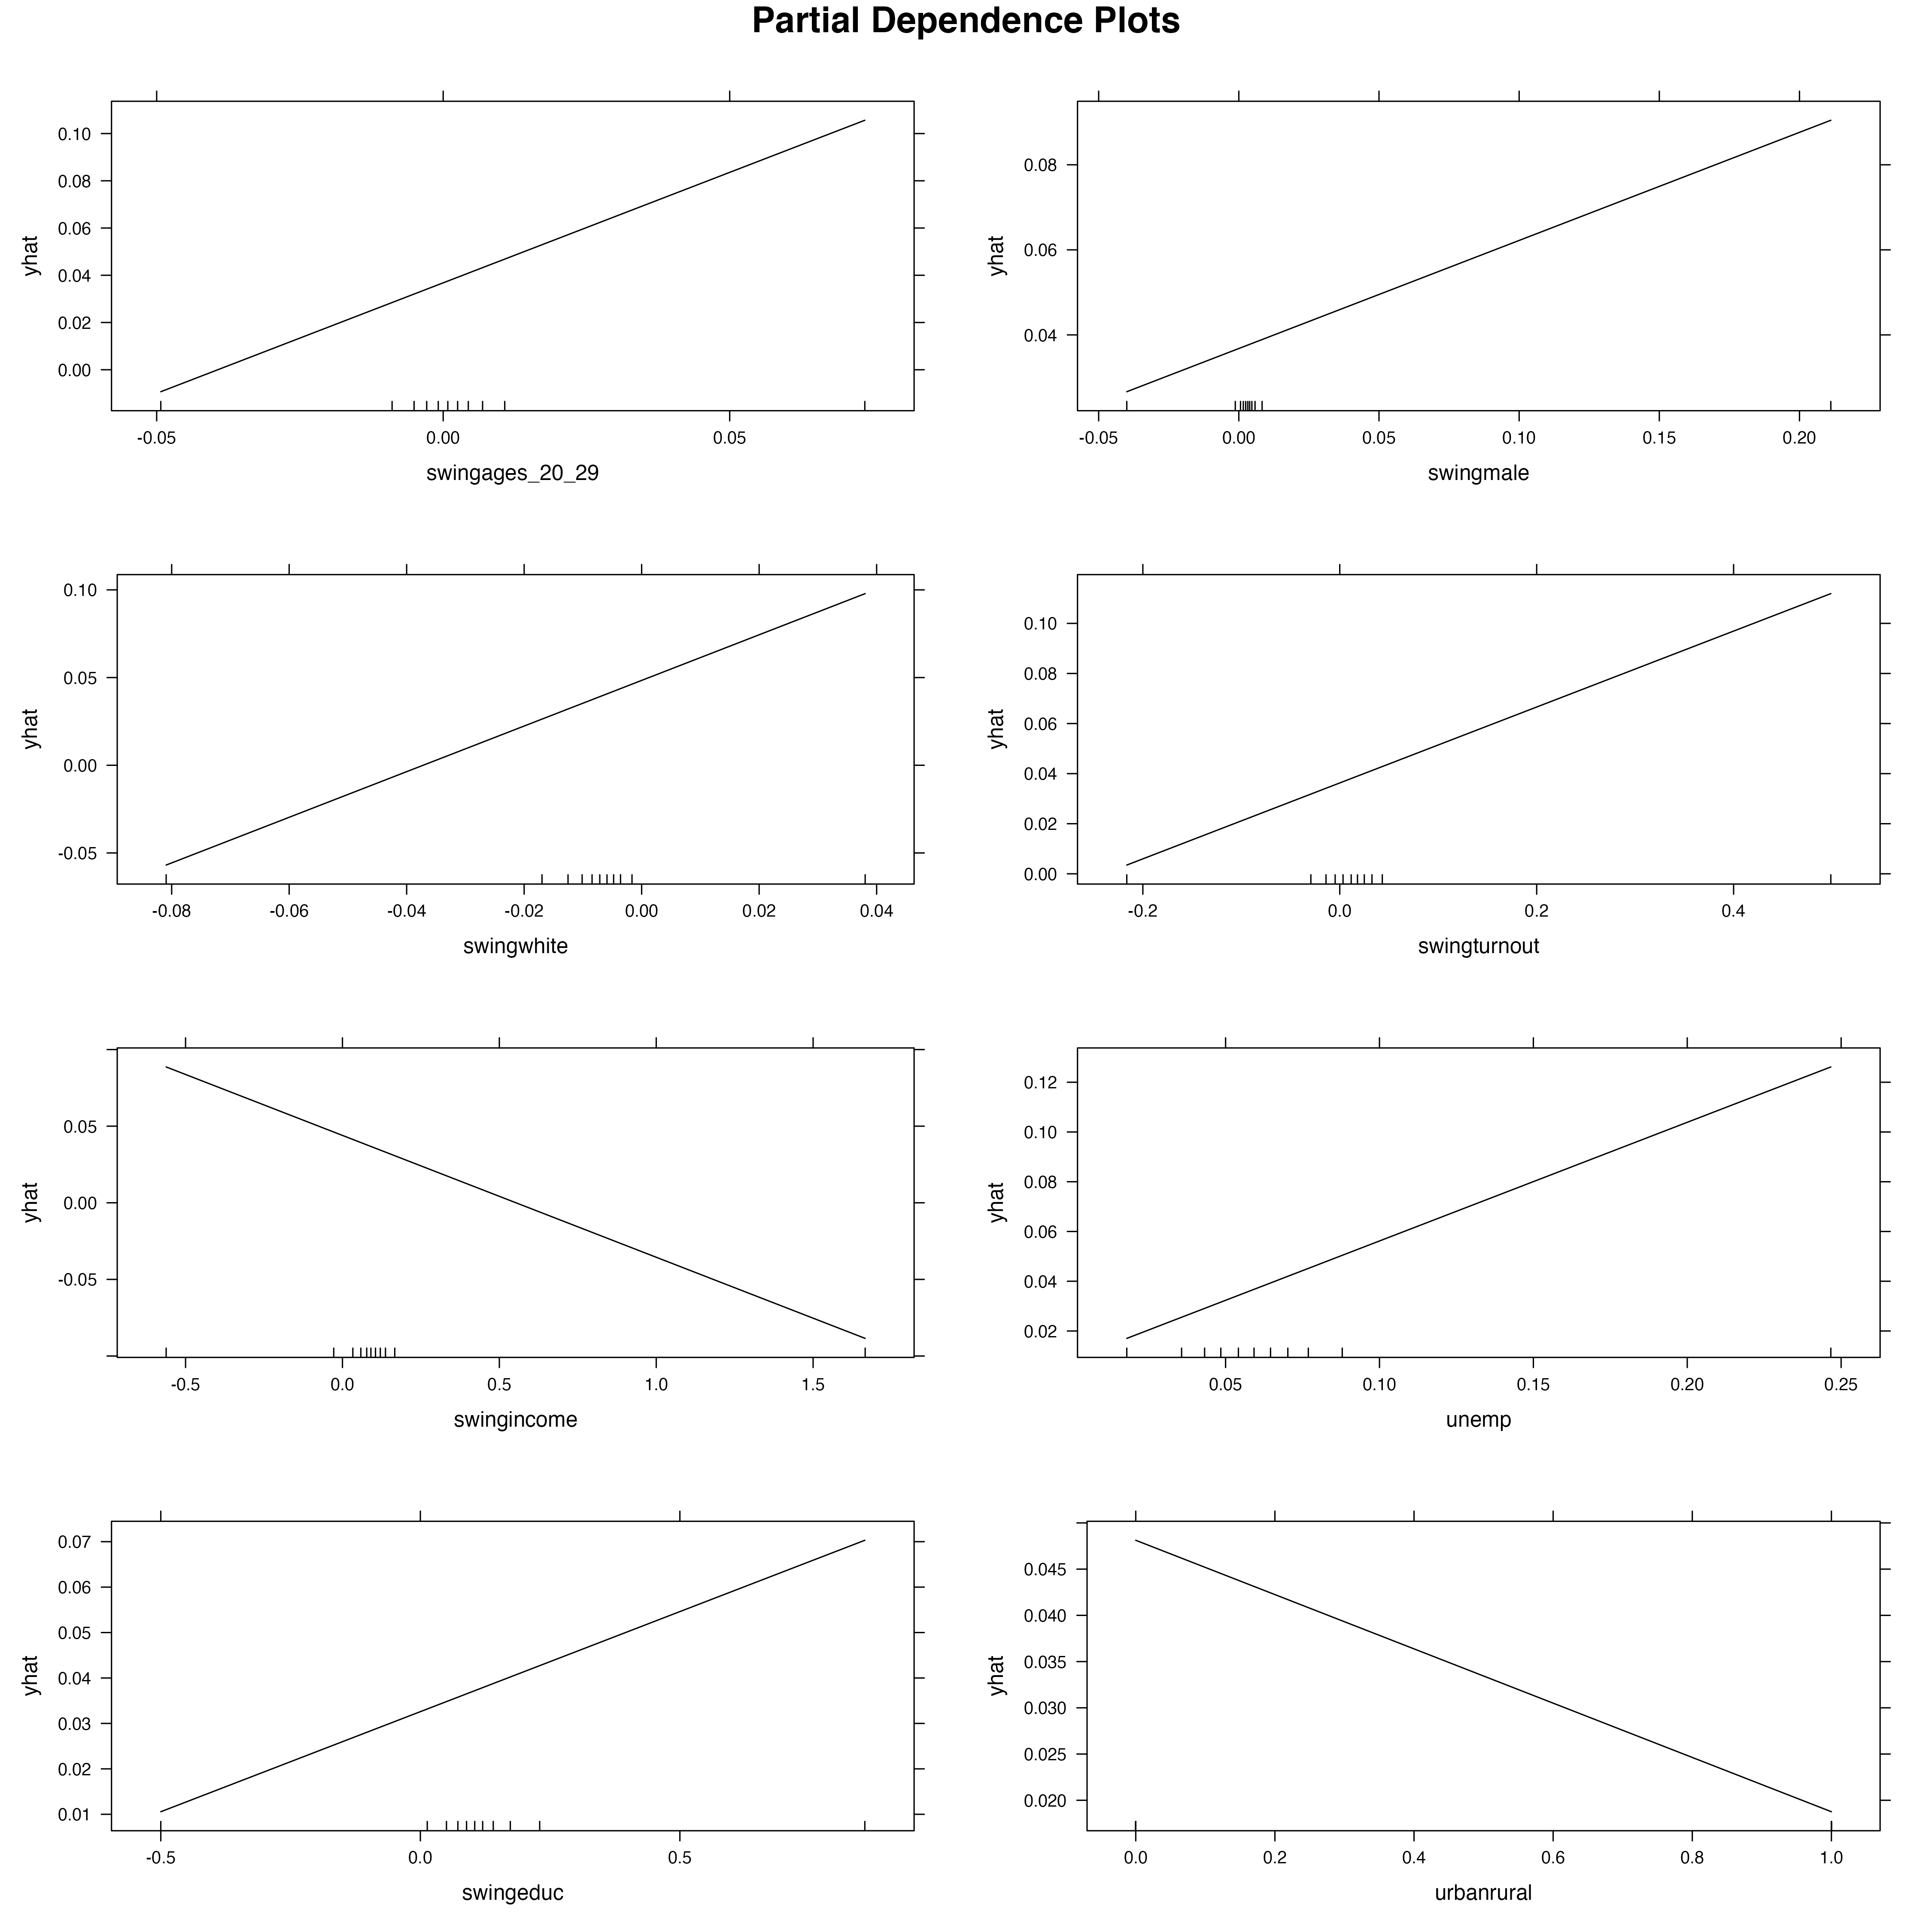 Partial Dependence Plots
yhat
0.10
0.08
0.06
0.04
0.02
0.00
-0.05 0.00 0.05
swingages_20_29
yhat
0.08
0.06
0.04
-0.05 0.00 0.05 0.10 0.15 0.20
swingmale
yhat
0.10
0.05
0.00
-0.05
-0.08 -0.06 -0.04 -0.02 0.00 0.02 0.04
swingwhite
yhat
0.10
0.08
0.06
0.04
0.02
0.00
-0.2 0.0 0.2 0.4
swingturnout
yhat
0.05
0.00
-0.05
-0.5 0.0 0.5 1.0 1.5
swingincome
yhat
0.12
0.10
0.08
0.06
0.04
0.02
0.05 0.10 0.15 0.20 0.25
unemp
yhat
0.07
0.06
0.05
0.04
0.03
0.02
0.01
-0.5 0.0 0.5
swingeduc
yhat
0.045
0.040
0.035
0.030
0.025
0.020
0.0 0.2 0.4 0.6 0.8 1.0
urbanrural